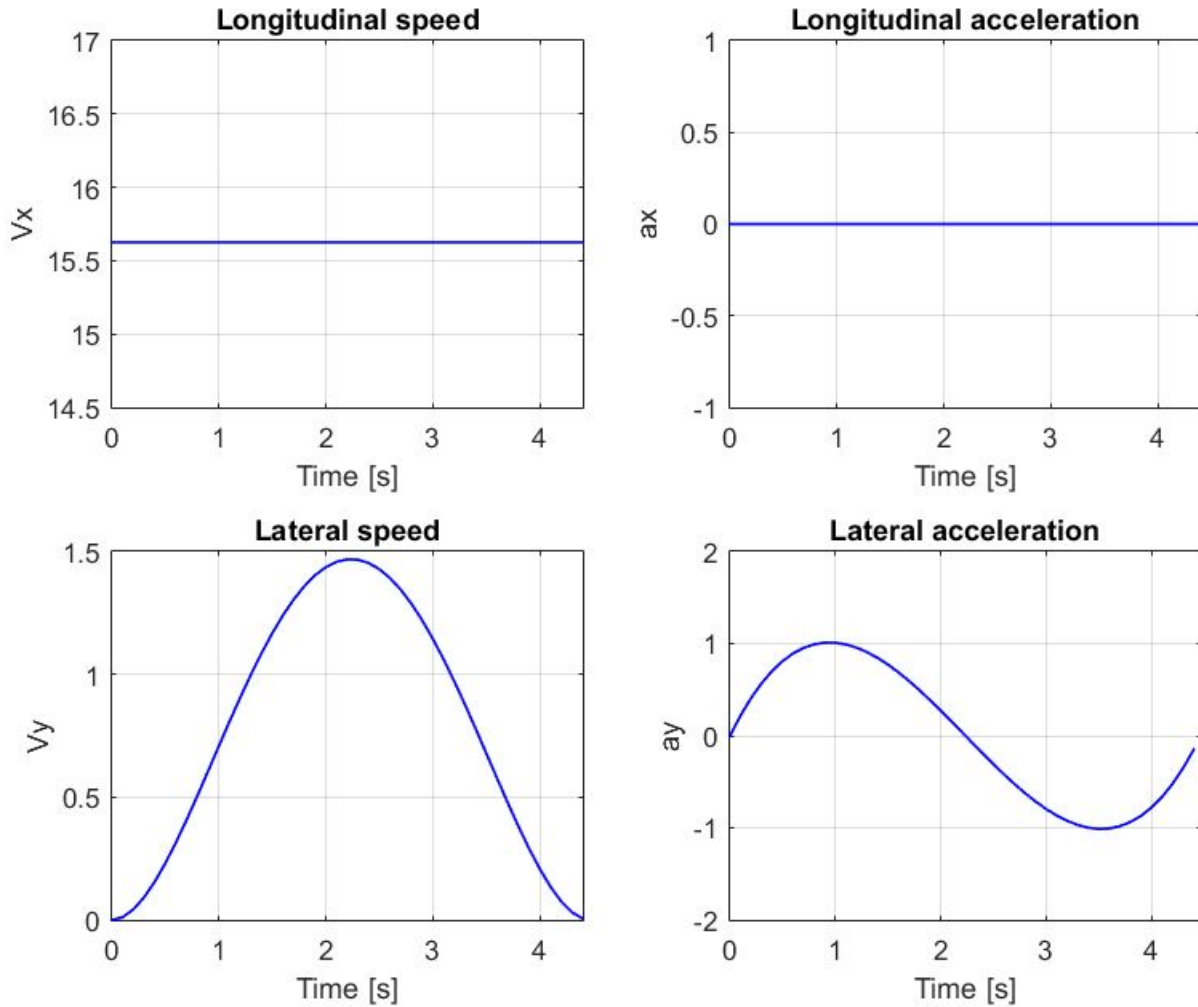 Longitudinal speed
17
16.5
16
15.5
15
14.5
Vx
0 1 2 3 4
Time [s]
Longitudinal acceleration
1
0.5
0
-0.5
-1
ax
0 1 2 3 4
Time [s]
Lateral speed
1.5
1
0.5
0
Vy
0 1 2 3 4
Time [s]
Lateral acceleration
2
1
0
-1
-2
ay
0 1 2 3 4
Time [s]